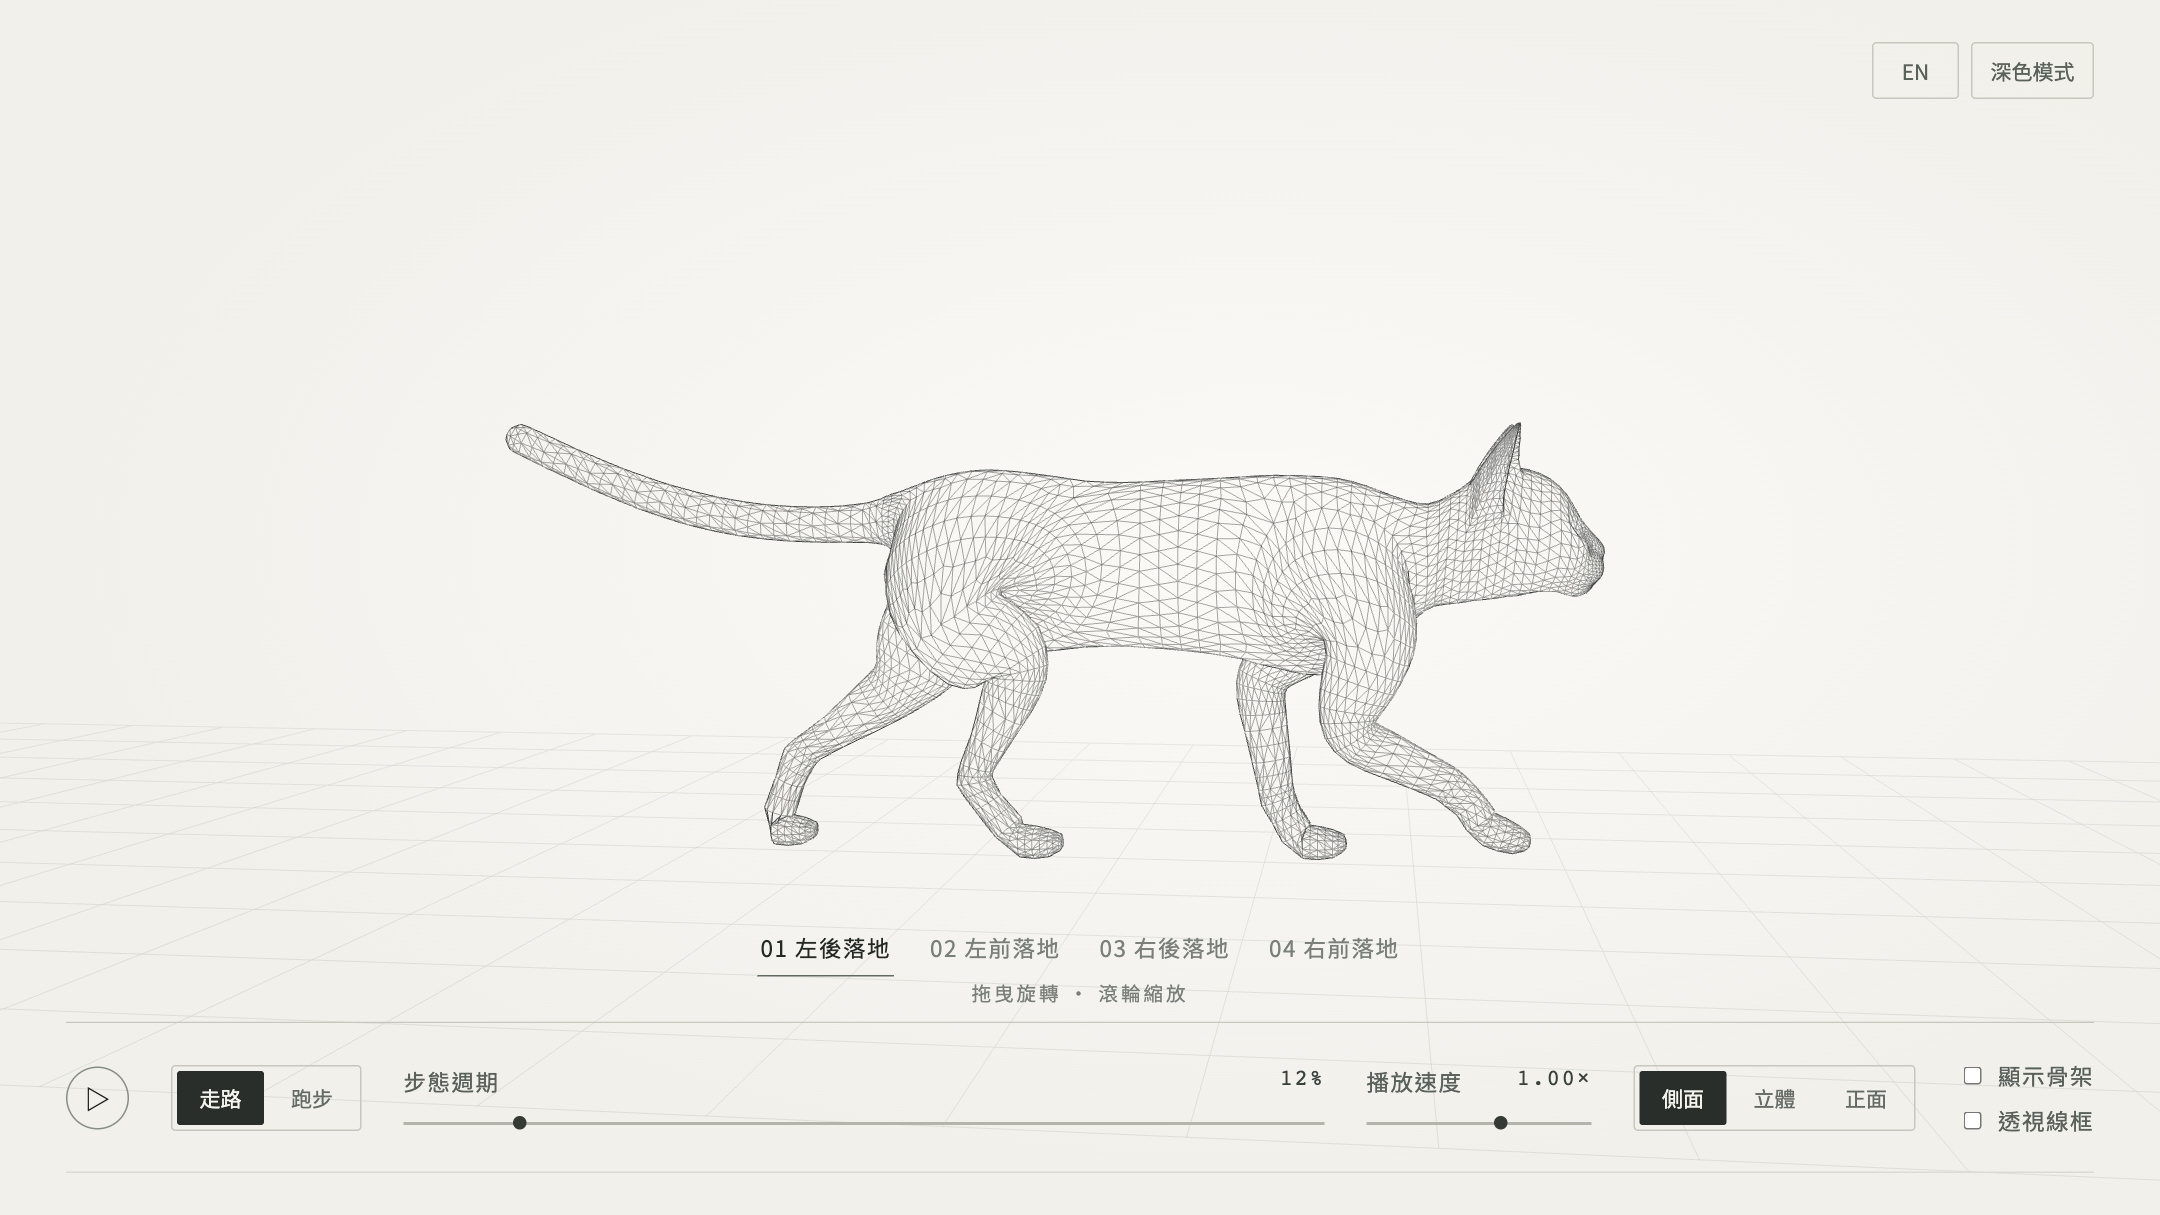 EN
深色模式
01 左後落地
02 左前落地
03 右後落地
04 右前落地
拖曳旋轉 • 滾輪縮放
走路
跑步
步態週期
12%
播放速度
1.00×
側面
立體
正面
顯示骨架
透視線框